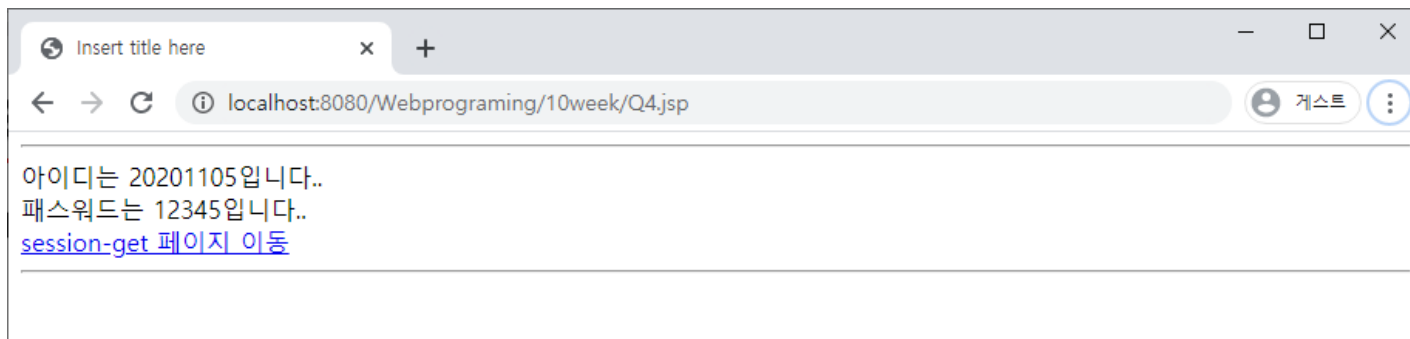 Insert title here
localhost:8080/Webprograming/10week/Q4.jsp
게스트
아이디는 20201105입니다..
패스워드는 12345입니다..
session-get 페이지 이동